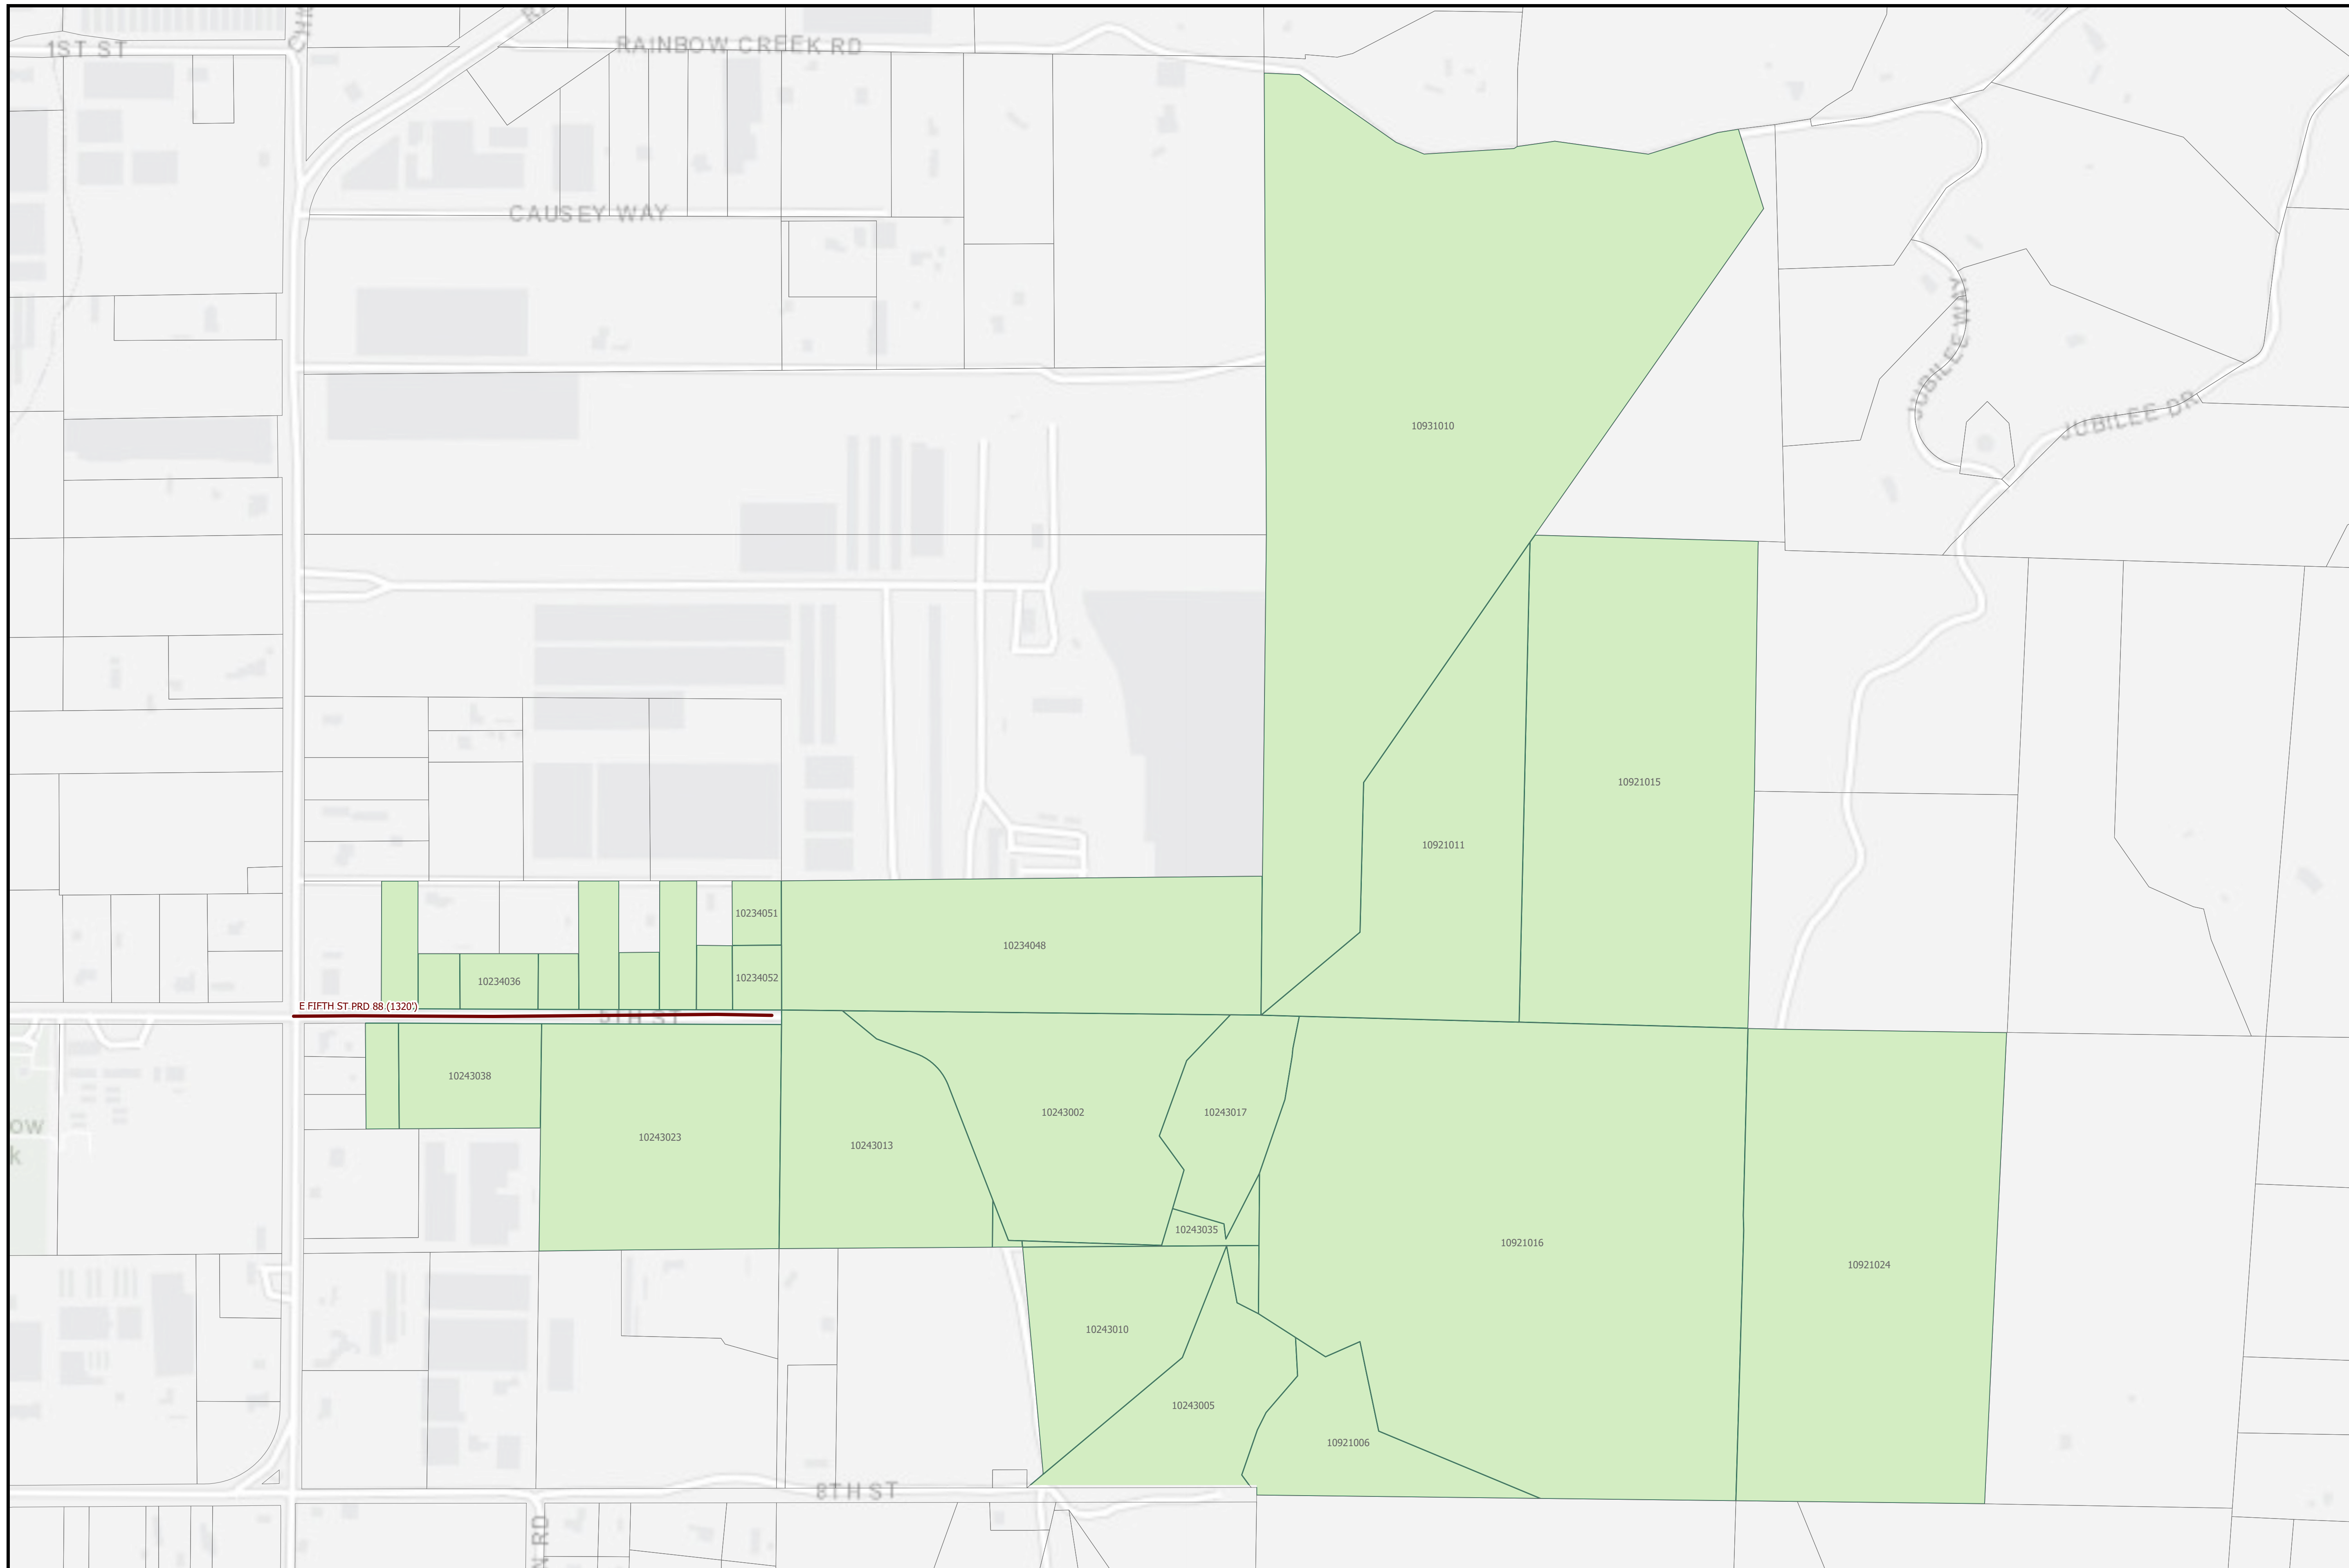 1ST ST
RAINBOW CREEK RD
CAUSEY WAY
JUBILEE WAY
JUBILEE DR
10931010
10921015
10921011
10234051
10234048
10234052
10234036
E FIFTH ST PRD 88 (1320')
5TH ST
10243038
10243002
10243017
10243023
10243013
10243035
10921016
10921024
10243010
10243005
10921006
8TH ST
OW
k
N RD